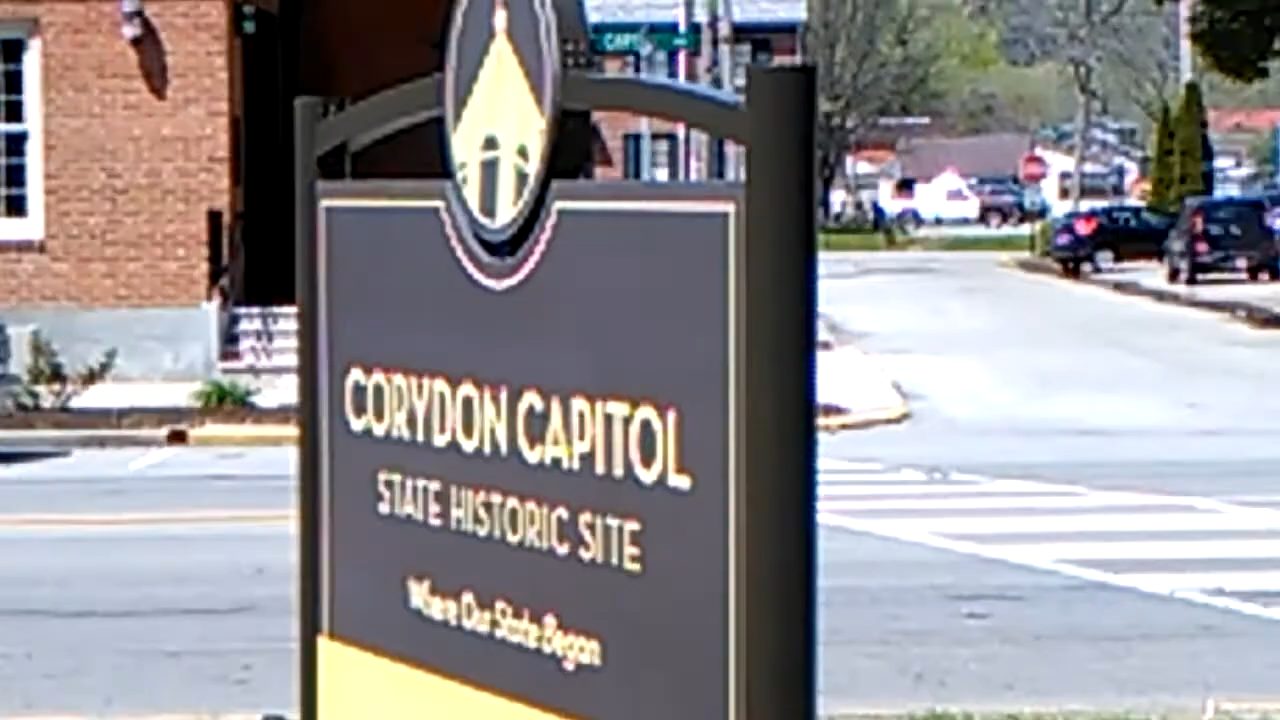 CORYDON CAPITOL
STATE HISTORIC SITE
Where Our State Began